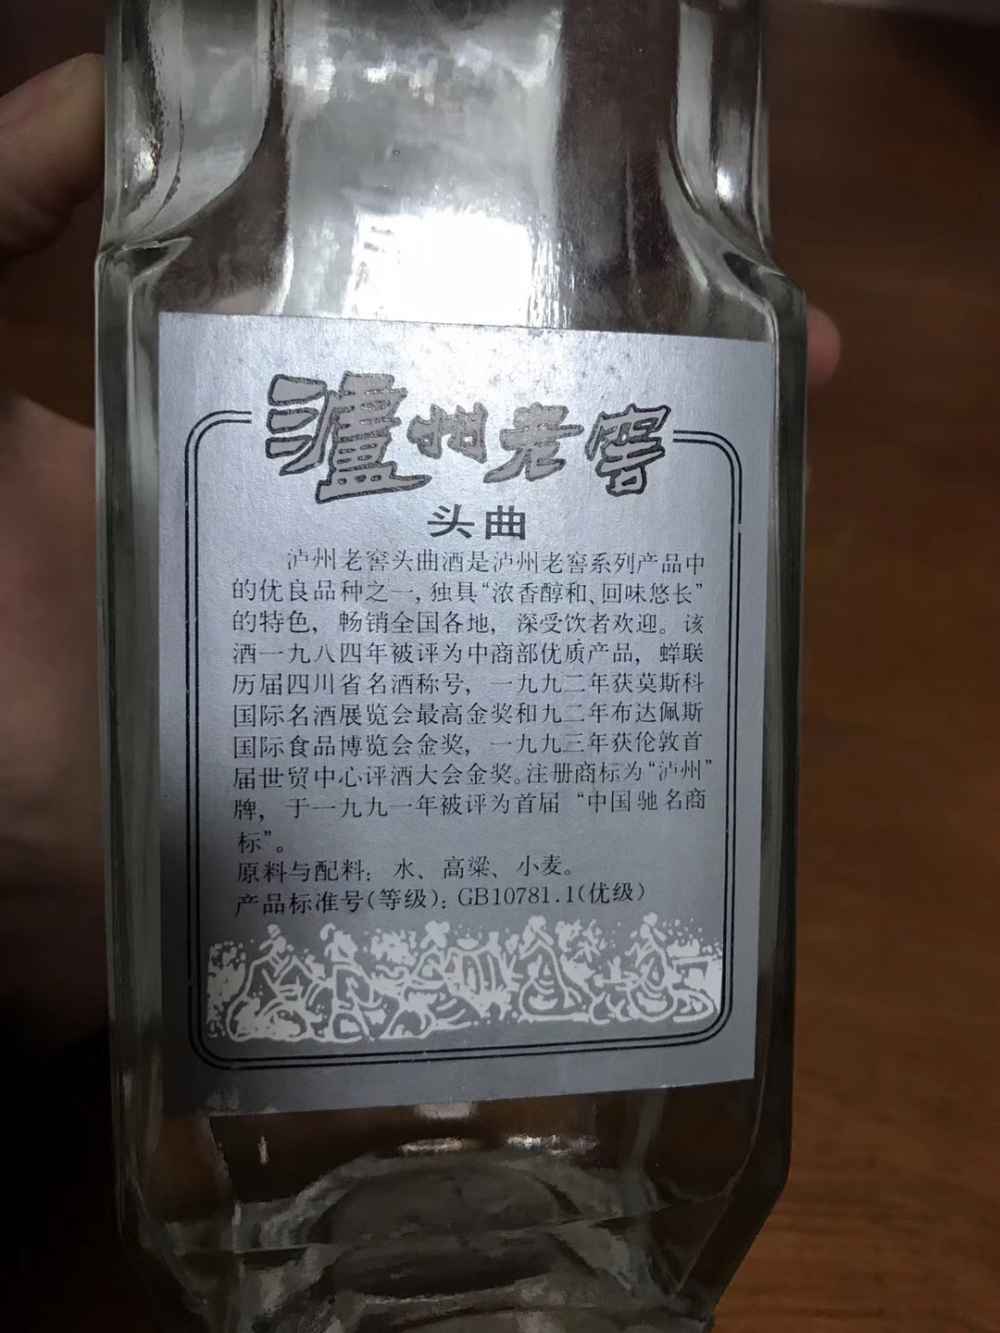 泸州老窖
头曲
泸州老窖头曲酒是泸州老窖系列产品中
的优良品种之一,独具“浓香醇和、回味悠长”
的特色，畅销全国各地，深受饮者欢迎。该
酒一九八四年被评为中商部优质产品，蝉联
历届四川省名酒称号，一九九二年获莫斯科
国际名酒展览会最高金奖和九二年布达佩斯
国际食品博览会金奖，一九九三年获伦敦首
届世贸中心评酒大会金奖。注册商标为“泸州”
牌，于一九九一年被评为首届“中国驰名商
标”。
原料与配料：水、高粱、小麦。
产品标准号(等级)：GB10781.1(优级)